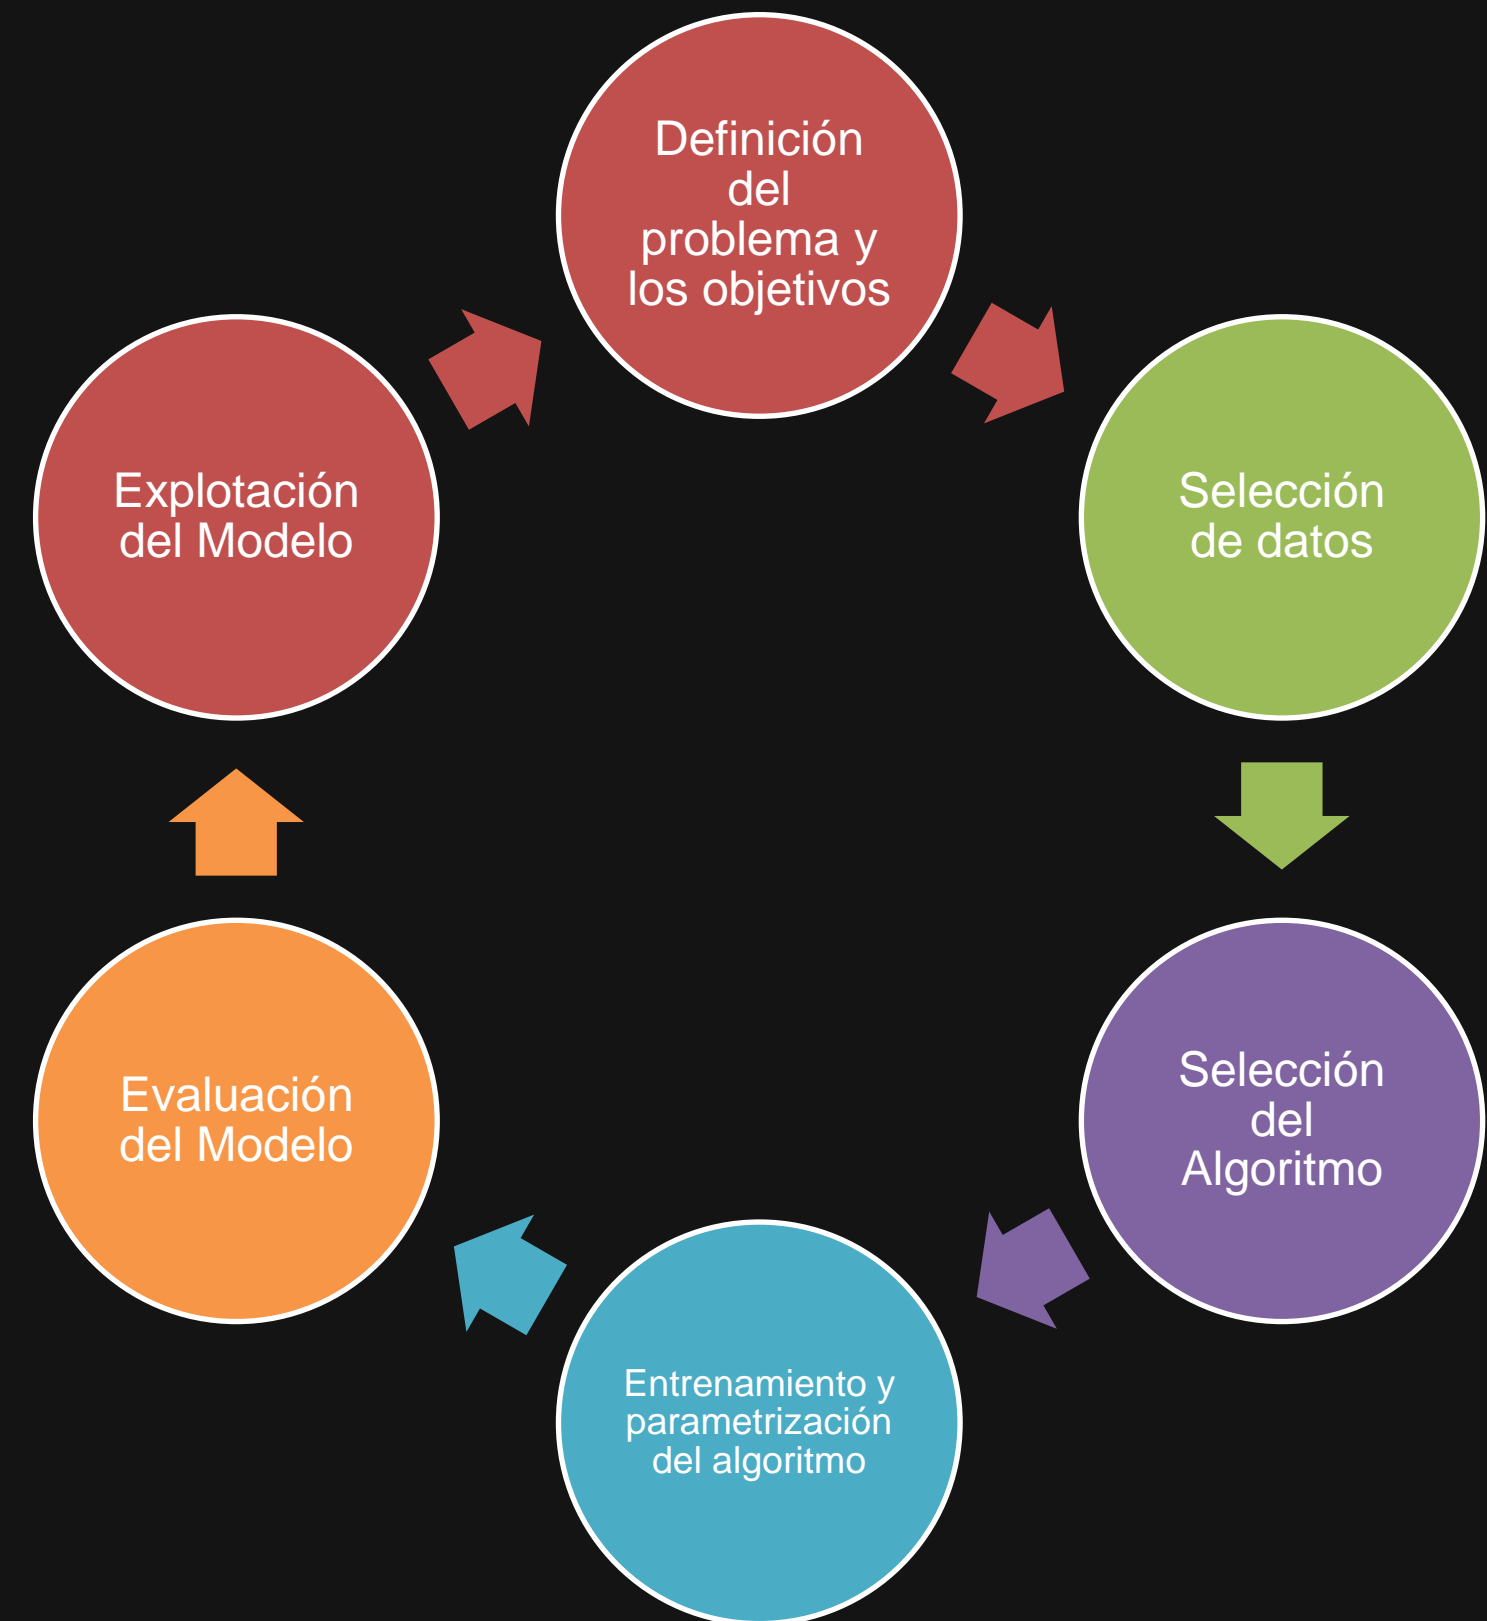 Definición
del
problema y
los objetivos
Selección
de datos
Selección
del
Algoritmo
Entrenamiento y
parametrización
del algoritmo
Evaluación
del Modelo
Explotación
del Modelo